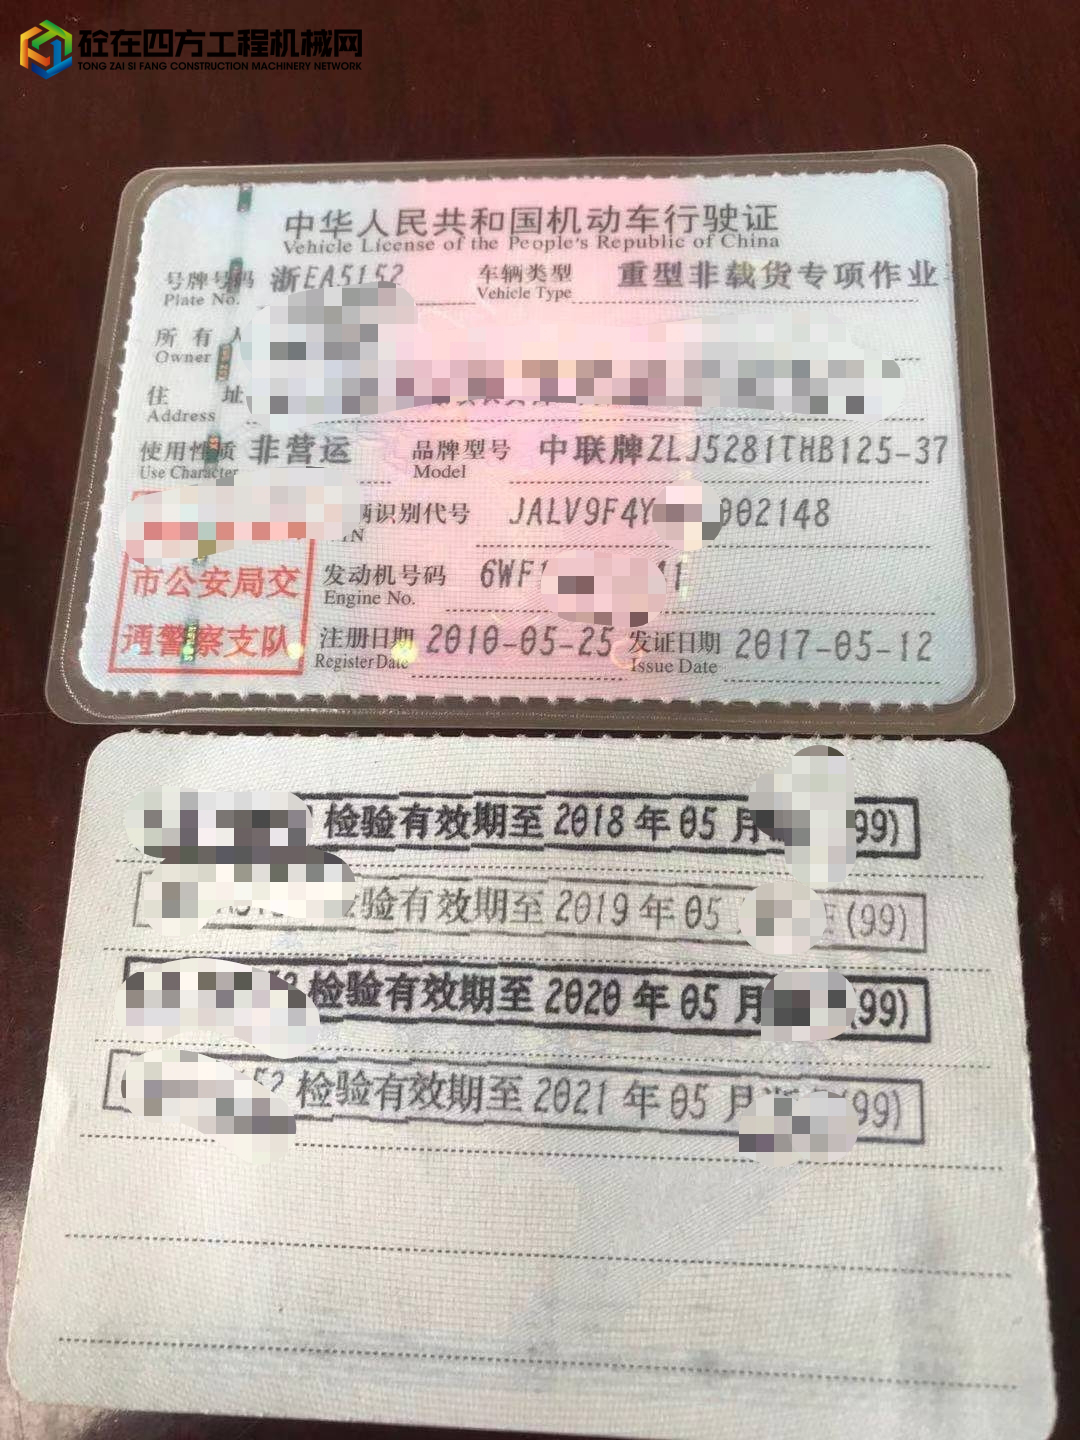 砼在四方工程机械网
TONG ZAI SI FANG CONSTRUCTION MACHINERY NETWORK
中华人民共和国机动车行驶证
Vehicle License of the People's Republic of China
号牌号码 浙EA5152 车辆类型 重型非载货专项作业
Plate No. Vehicle Type
所有人
Owner
住址
Address
使用性质 非营运 品牌型号 中联牌ZLJ5281THB125-37
Use Character Model
辆识别代号 JALV9F4Y 002148
发动机号码 6WF1 11
Engine No.
市公安局交
通警察支队
注册日期 2010-05-25 发证日期 2017-05-12
Register Date Issue Date
检验有效期至2018年05月 (99)
验有效期至2019年05 (99)
检验有效期至2020年05月 (99)
152 检验有效期至2021年05月 (99)